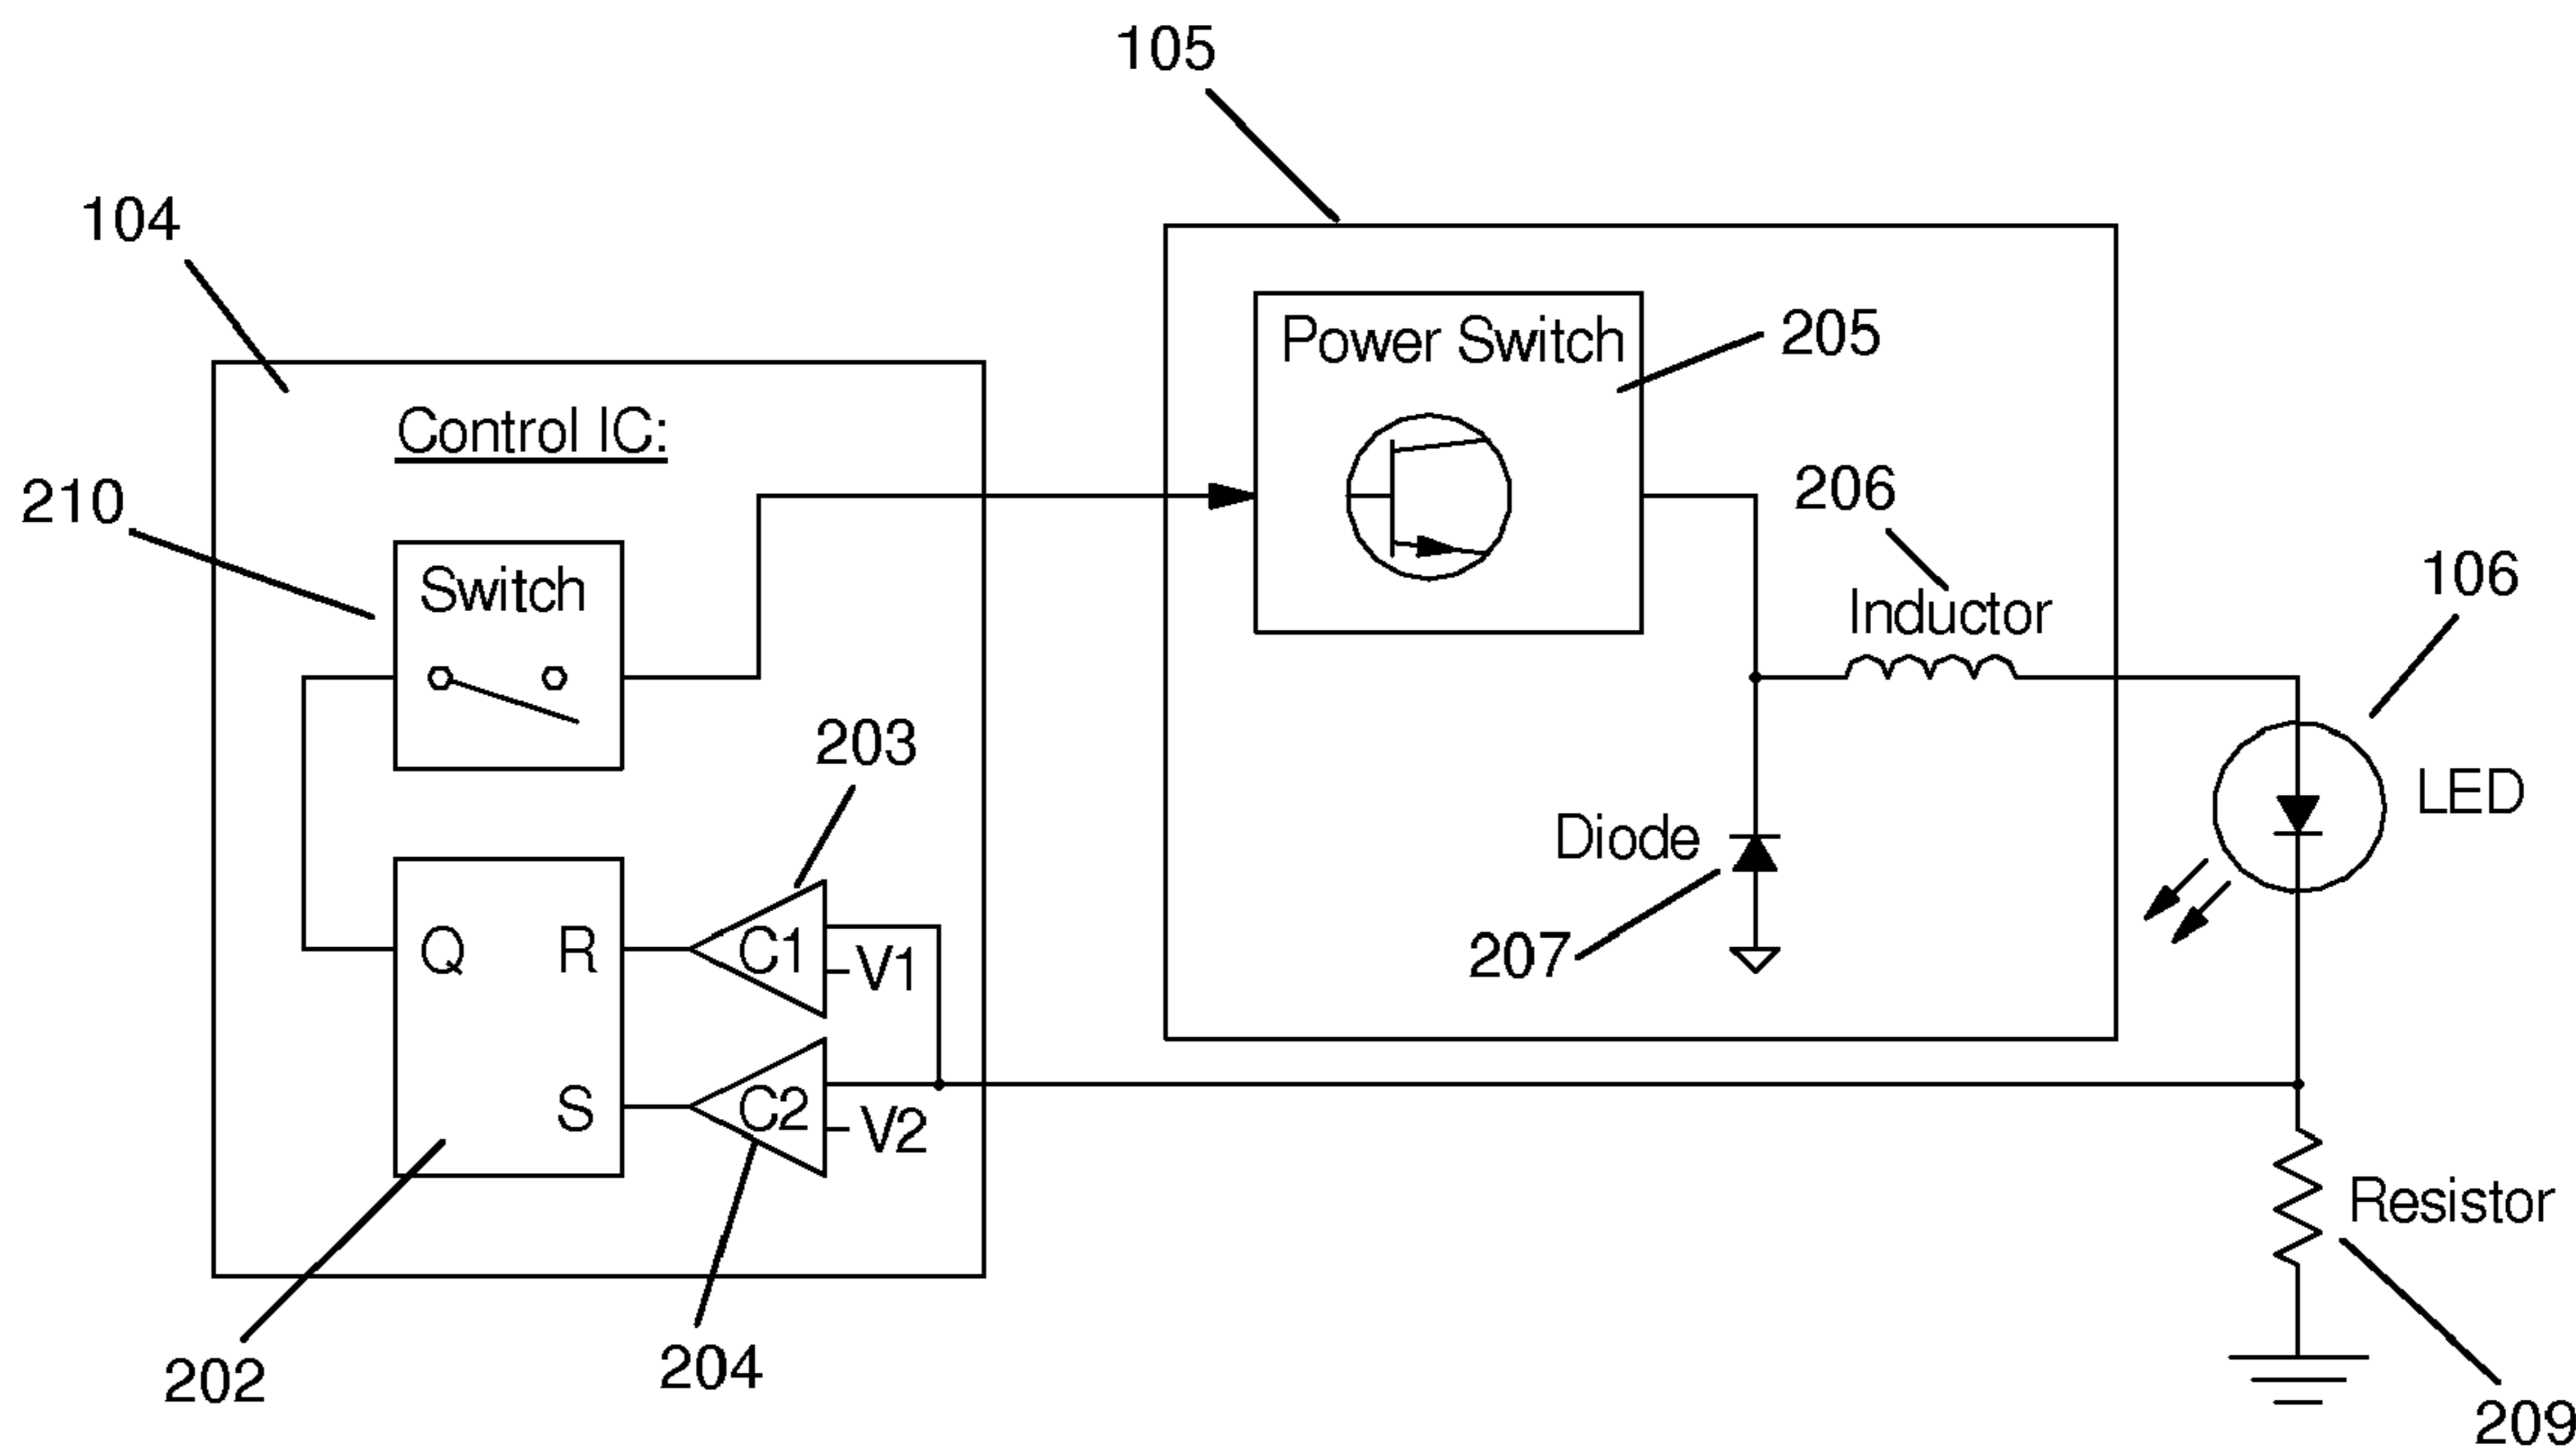 105
104
Power Switch
205
Control IC:
210
206
Switch
Inductor
106
203
LED
Diode
Q
R
C1
V1
207
S
C2
V2
Resistor
202
204
209